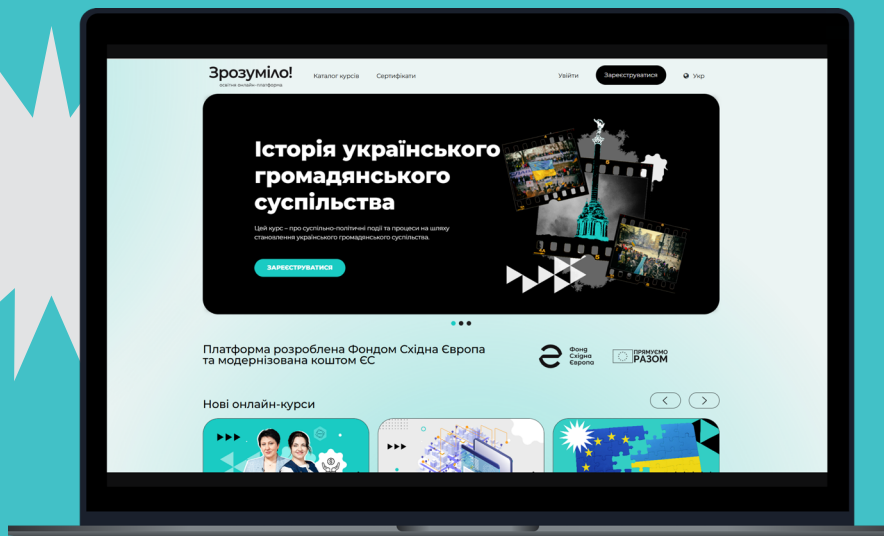 Зрозуміло!
освітня онлайн-платформа
Каталог курсів
Сертифікати
Увійти
Зареєструватися
Укр
Історія українського
громадянського
суспільства
Цей курс – про суспільно-політичні події та процеси на шляху
становлення українського громадянського суспільства.
ЗАРЕЄСТРУВАТИСЯ
Платформа розроблена Фондом Східна Європа
та модернізована коштом ЄС
Фонд
Східна
Європа
ПРЯМУЄМО
РАЗОМ
Нові онлайн-курси